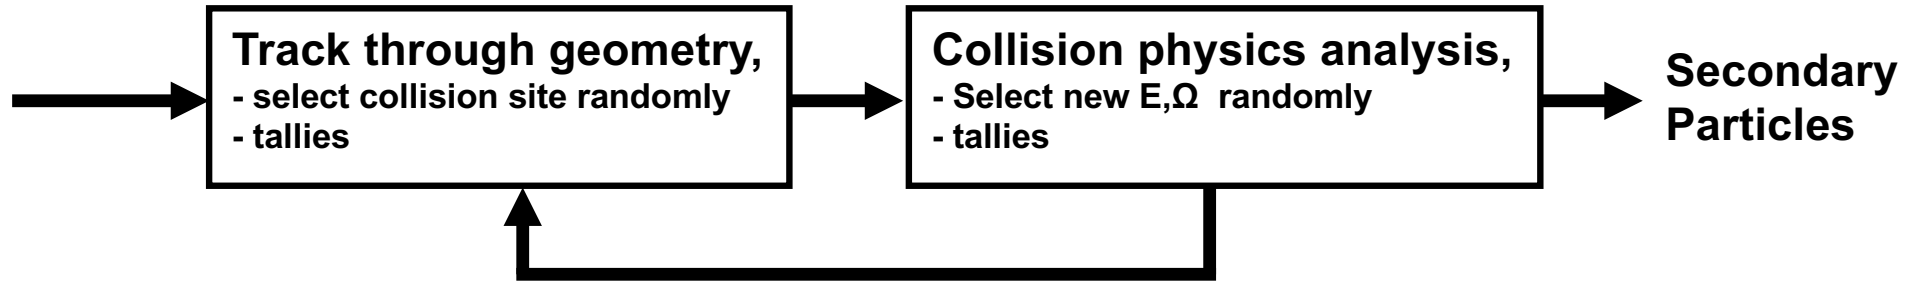 Track through geometry,
- select collision site randomly
- tallies
Collision physics analysis,
- Select new E,Ω randomly
- tallies
Secondary
Particles